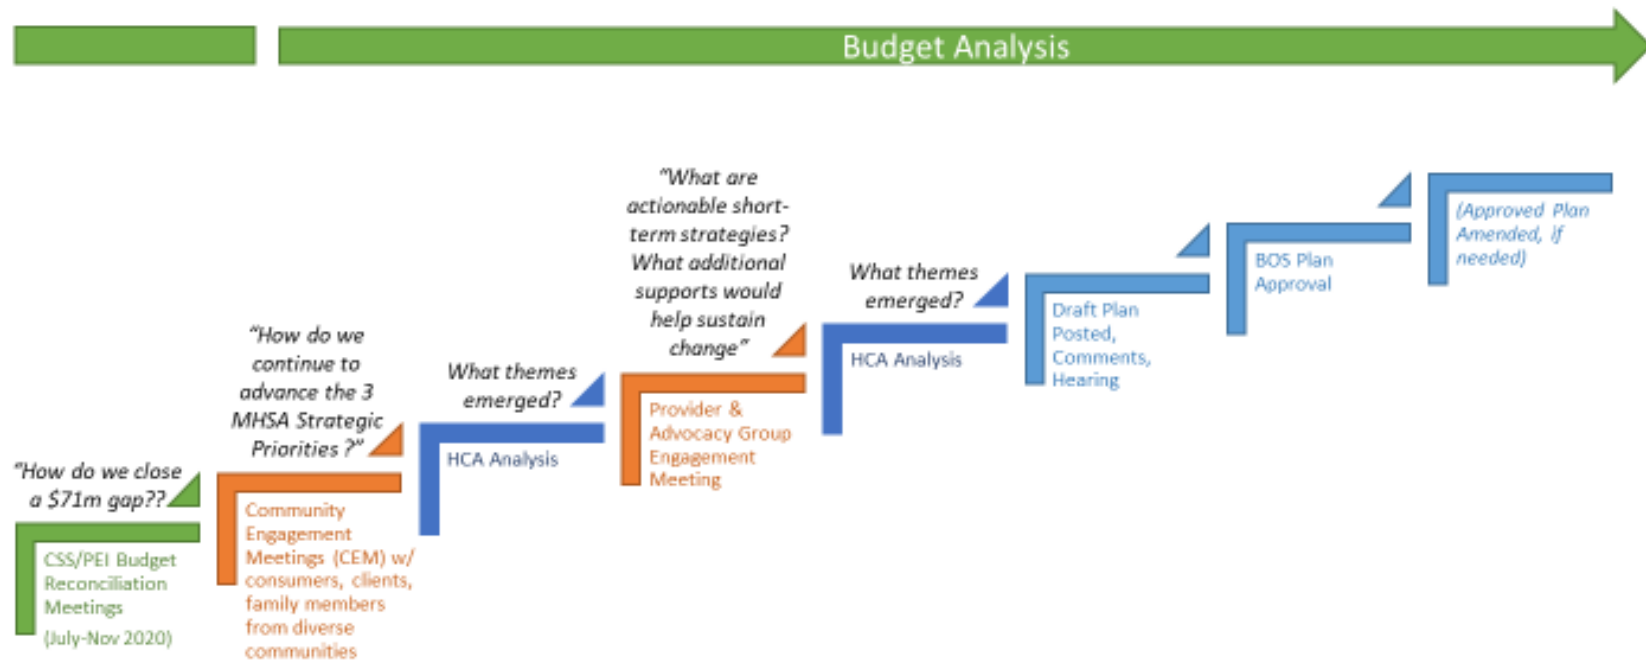 Budget Analysis
"How do we close
a $71m gap??
CSS/PEI Budget
Reconciliation
Meetings
(July-Nov 2020)
"How do we
continue to
advance the 3
MHSA Strategic
Priorities ?"
Community
Engagement
Meetings (CEM) w/
consumers, clients,
family members
from diverse
communities
What themes
emerged?
HCA Analysis
"What are
actionable short-
term strategies?
What additional
supports would
help sustain
change"
Provider &
Advocacy Group
Engagement
Meeting
What themes
emerged?
HCA Analysis
Draft Plan
Posted,
Comments,
Hearing
BOS Plan
Approval
(Approved Plan
Amended, if
needed)